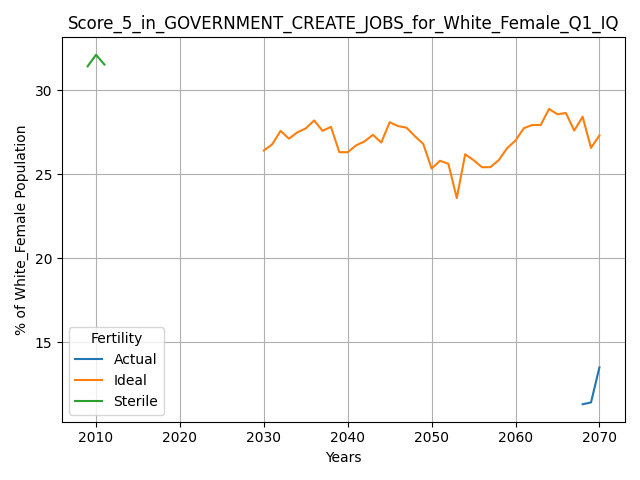 Score_5_in_GOVERNMENT_CREATE_JOBS_for_White_Female_Q1_IQ
% of White_Female Population
30
25
20
15
Fertility
Actual
Ideal
Sterile
2010 2020 2030 2040 2050 2060 2070
Years